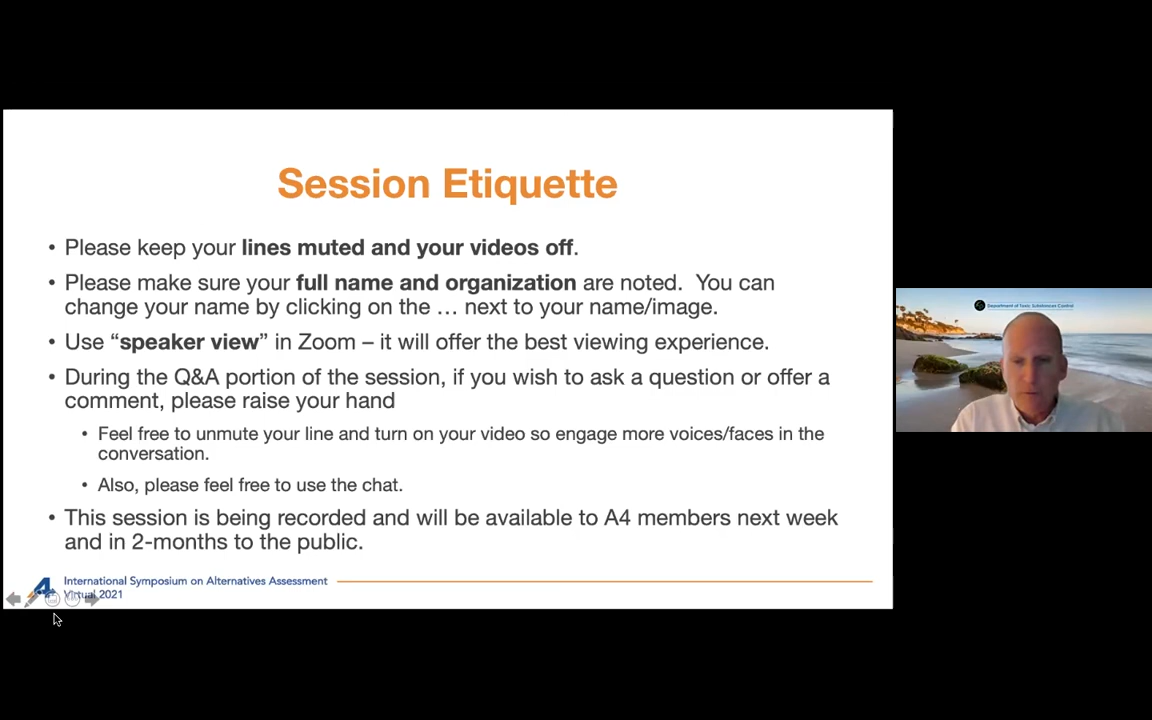 Session Etiquette
• Please keep your lines muted and your videos off.
• Please make sure your full name and organization are noted. You can
change your name by clicking on the … next to your name/image.
• Use “speaker view” in Zoom – it will offer the best viewing experience.
• During the Q&A portion of the session, if you wish to ask a question or offer a
comment, please raise your hand
• Feel free to unmute your line and turn on your video so engage more voices/faces in the
conversation.
• Also, please feel free to use the chat.
• This session is being recorded and will be available to A4 members next week
and in 2-months to the public.
International Symposium on Alternatives Assessment
Virtual 2021
Department of Toxic Substances Control